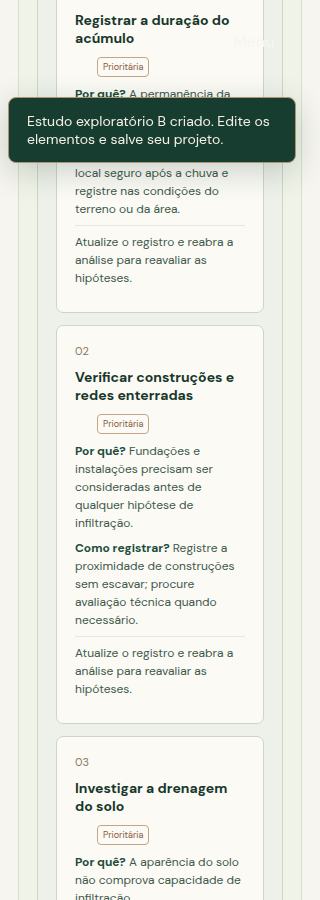 Registrar a duração do
acúmulo
Menu
Prioritária
Por quê? A permanência da
Estudo exploratório B criado. Edite os
elementos e salve seu projeto.
local seguro após a chuva e
registre nas condições do
terreno ou da área.
Atualize o registro e reabra a
análise para reavaliar as
hipóteses.
02
Verificar construções e
redes enterradas
Prioritária
Por quê? Fundações e
instalações precisam ser
consideradas antes de
qualquer hipótese de
infiltração.
Como registrar? Registre a
proximidade de construções
sem escavar; procure
avaliação técnica quando
necessário.
Atualize o registro e reabra a
análise para reavaliar as
hipóteses.
03
Investigar a drenagem
do solo
Prioritária
Por quê? A aparência do solo
não comprova capacidade de
infiltração.